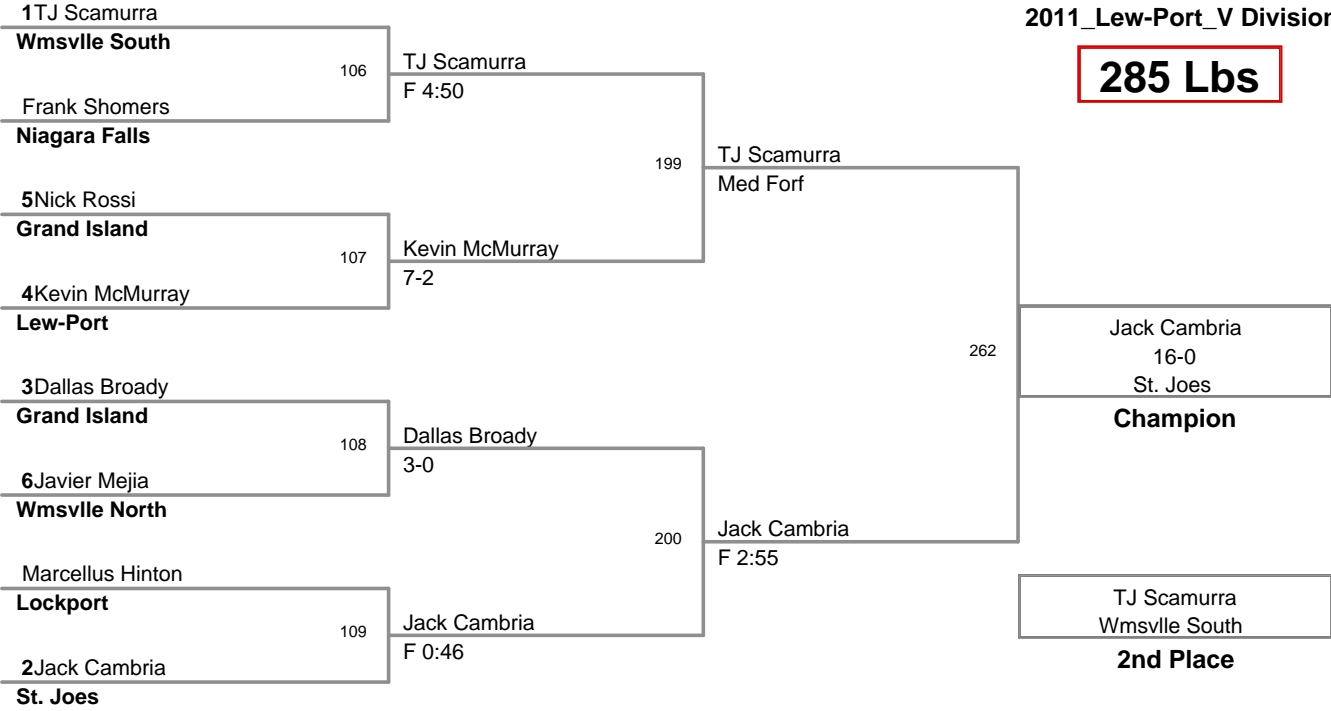 2011_Lew-Port_V Division
285 Lbs
1TJ Scamurra
Wmsvlle South
106
Frank Shomers
Niagara Falls
TJ Scamurra
F 4:50
5Nick Rossi
Grand Island
107
4Kevin McMurray
Lew-Port
Kevin McMurray
7-2
199
TJ Scamurra
Med Forf
3Dallas Broady
Grand Island
108
6Javier Mejia
Wmsvlle North
Dallas Broady
3-0
Marcellus Hinton
Lockport
109
2Jack Cambria
St. Joes
Jack Cambria
F 0:46
200
Jack Cambria
F 2:55
262
Jack Cambria
16-0
St. Joes
Champion
TJ Scamurra
Wmsvlle South
2nd Place